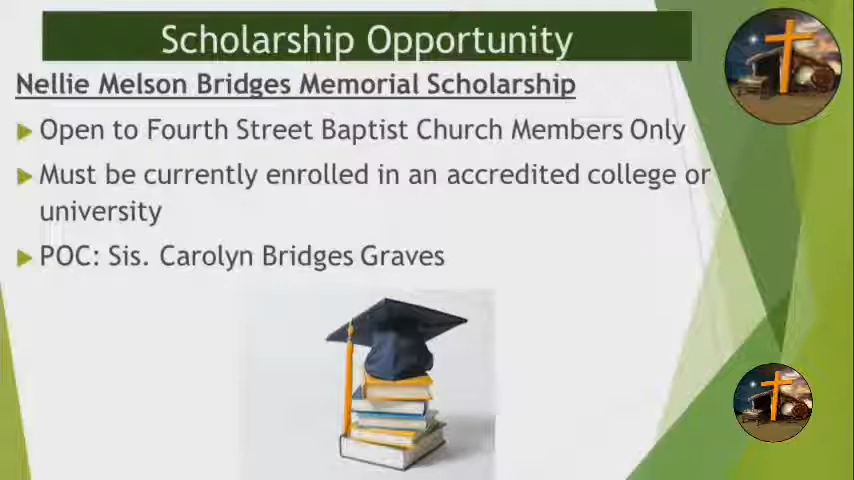 Scholarship Opportunity
Nellie Melson Bridges Memorial Scholarship
Open to Fourth Street Baptist Church Members Only
Must be currently enrolled in an accredited college or
university
POC: Sis. Carolyn Bridges Graves